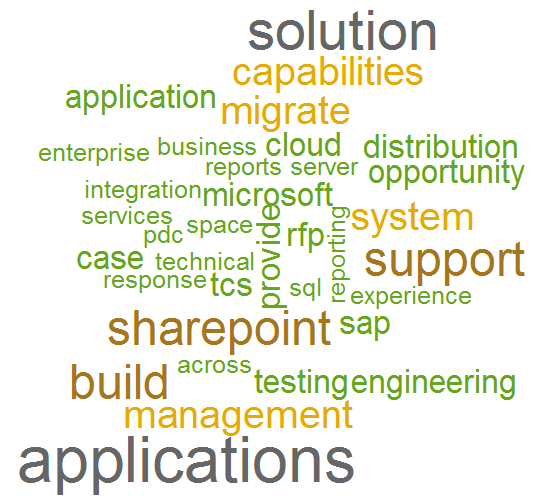 solution
capabilities
application
migrate
enterprise business cloud distribution
reports server opportunity
integration microsoft
services pdc space provide rfp reporting system
case technical support
response tcs sql experience
sharepoint sap
build across testing engineering
management
applications